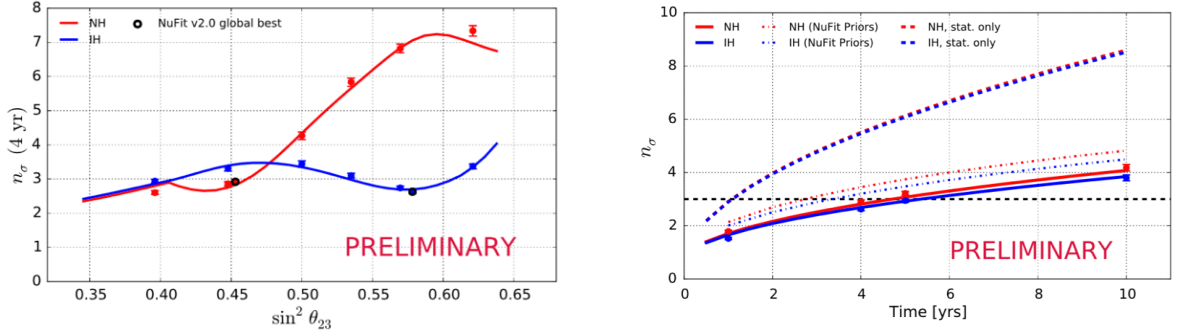 NH
IH
NuFit v2.0 global best
8
7
6
5
4
3
2
1
0
n_σ (4 yr)
PRELIMINARY
0.35 0.40 0.45 0.50 0.55 0.60 0.65
sin² θ₂₃
NH NH (NuFit Priors) NH, stat. only
IH IH (NuFit Priors) IH, stat. only
10
8
6
4
2
0
n_σ
PRELIMINARY
0 2 4 6 8 10
Time [yrs]